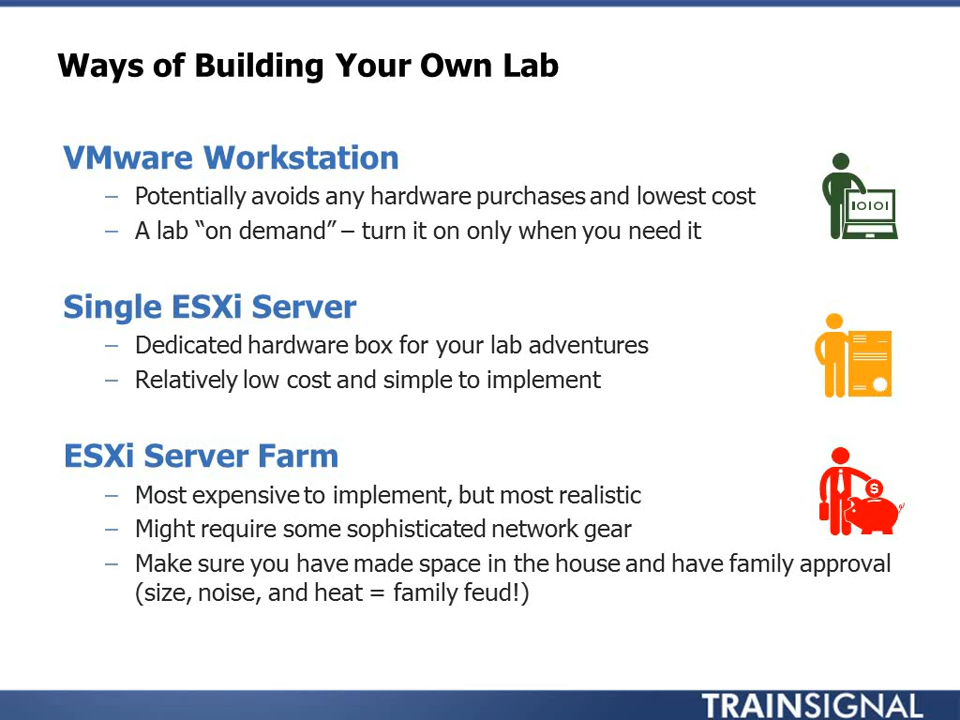 Ways of Building Your Own Lab
VMware Workstation
– Potentially avoids any hardware purchases and lowest cost
– A lab “on demand” – turn it on only when you need it
IOIOI
Single ESXi Server
– Dedicated hardware box for your lab adventures
– Relatively low cost and simple to implement
ESXi Server Farm
– Most expensive to implement, but most realistic
$
– Might require some sophisticated network gear
– Make sure you have made space in the house and have family approval
(size, noise, and heat = family feud!)
TRAINSIGNAL